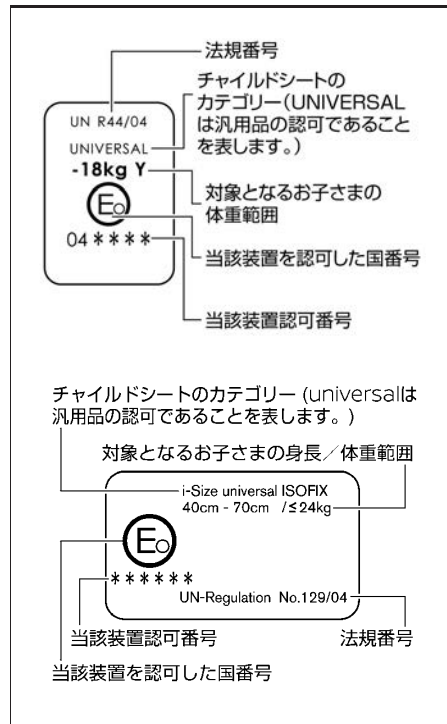 法規番号
チャイルドシートの
カテゴリー（UNIVERSAL
は汎用品の認可であること
を表します。）
UN R44/04
UNIVERSAL
-18kg Y
対象となるお子さまの
体重範囲
E○
04＊＊＊＊
当該装置を認可した国番号
当該装置認可番号
チャイルドシートのカテゴリー (universalは
汎用品の認可であることを表します。)
対象となるお子さまの身長／体重範囲
i-Size universal ISOFIX
40cm - 70cm /≤24kg
E○
＊＊＊＊＊＊
UN-Regulation No.129/04
当該装置認可番号
法規番号
当該装置を認可した国番号